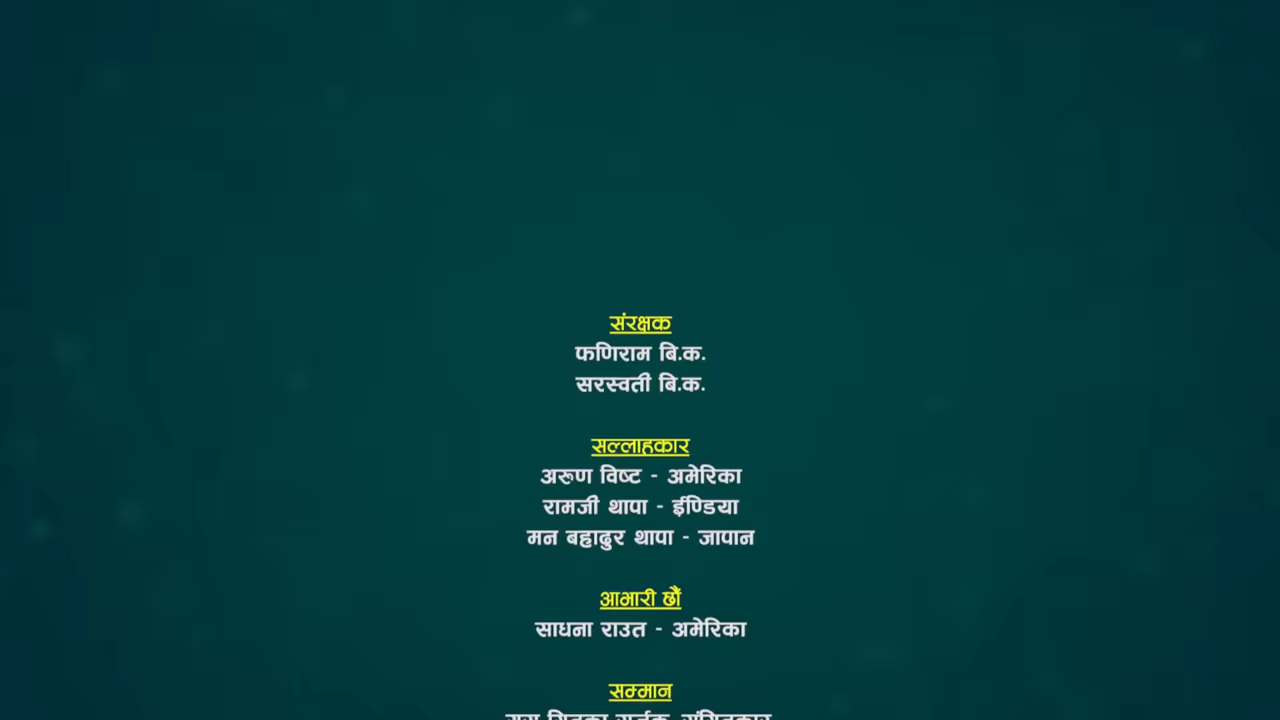 संरक्षक
फणिराम बि.क.
सरस्वती बि.क.
सल्लाहकार
अरुण विष्ट - अमेरिका
रामजी थापा - ईण्डिया
मन बहादुर थापा - जापान
आभारी छौं
साधना राउत - अमेरिका
सम्मान